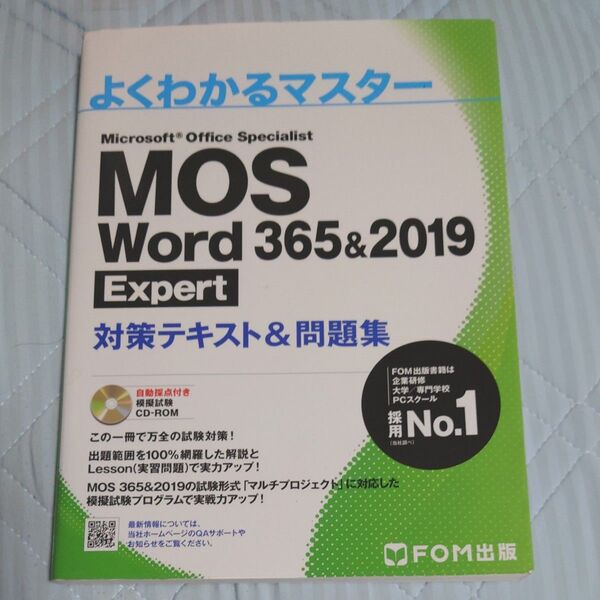 よくわかるマスター
Microsoft® Office Specialist
MOS
Word 365&2019
Expert
対策テキスト&問題集
FOM出版書籍は
企業研修
大学/専門学校
PCスクール
採用No.1
(当社調べ)
自動採点付き
模擬試験
CD-ROM
この一冊で万全の試験対策!
出題範囲を100%網羅した解説と
Lesson(実習問題)で実力アップ!
MOS 365&2019の試験形式「マルチプロジェクト」に対応した
模擬試験プログラムで実戦力アップ!
最新情報については、
当社ホームページのQAサポートや
お知らせをご覧ください。
FOM出版